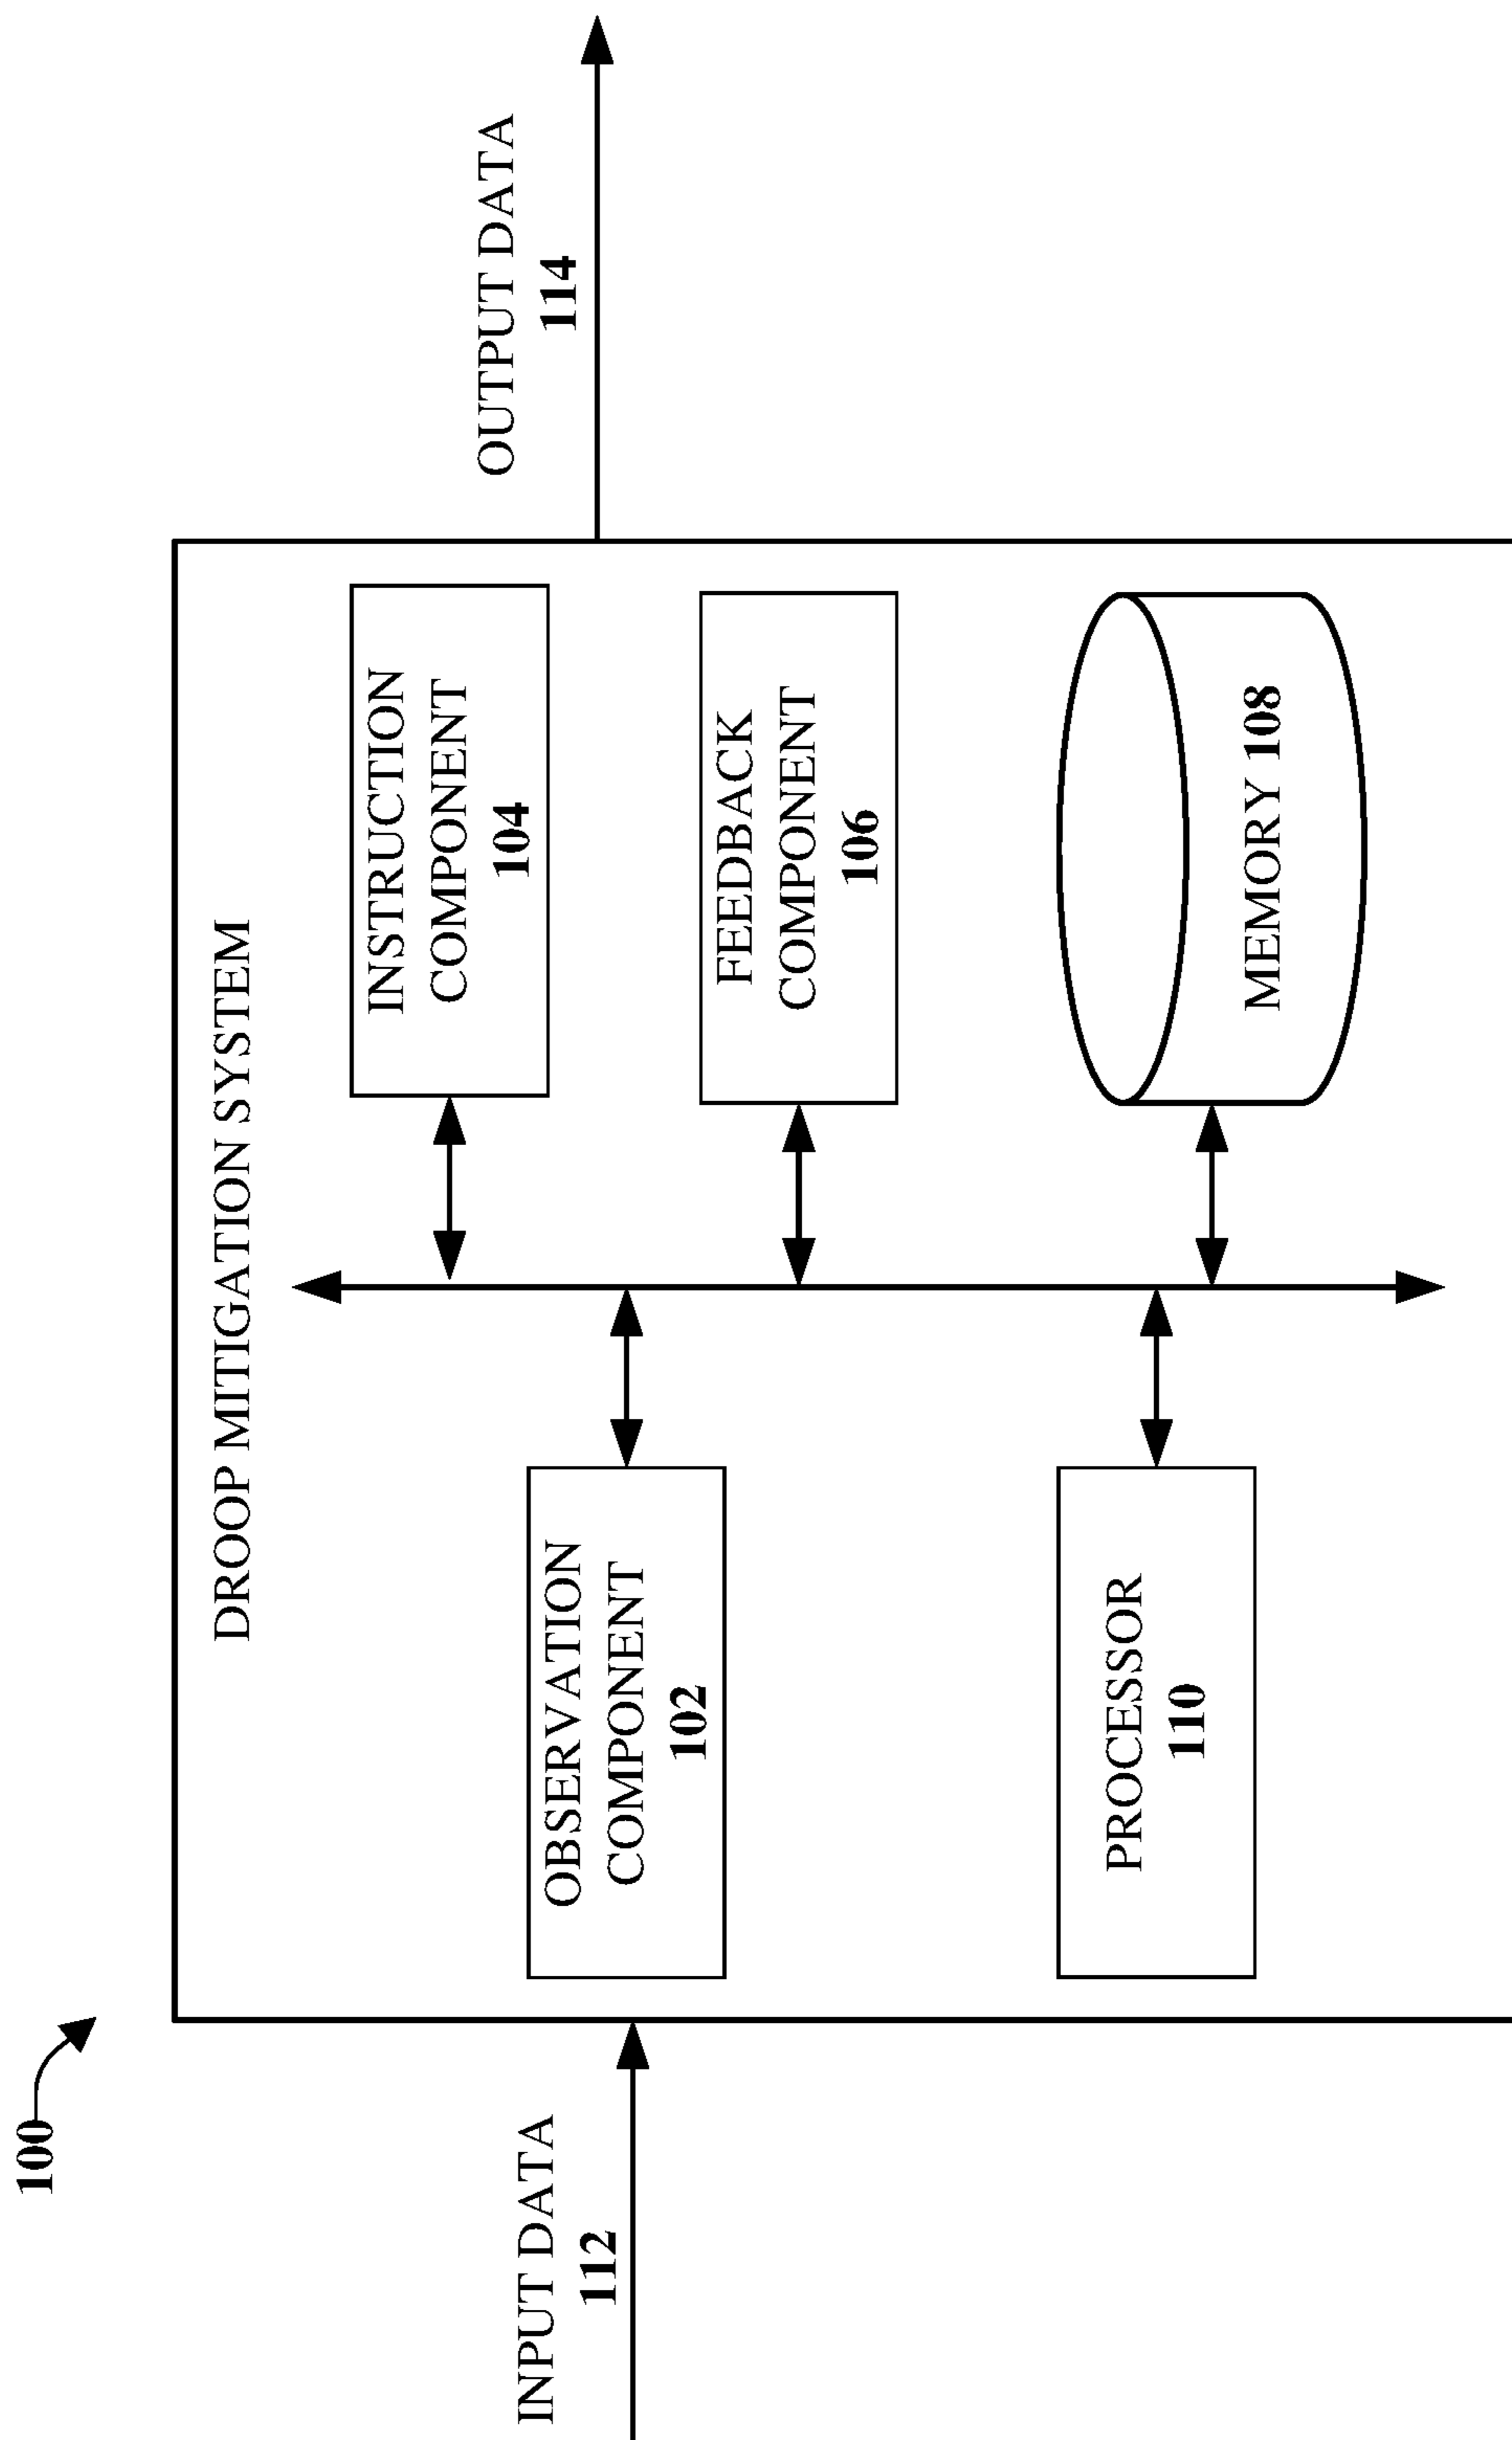 100
DROOP MITIGATION SYSTEM
INPUT DATA
112
OBSERVATION
COMPONENT
102
PROCESSOR
110
INSTRUCTION
COMPONENT
104
FEEDBACK
COMPONENT
106
MEMORY 108
OUTPUT DATA
114